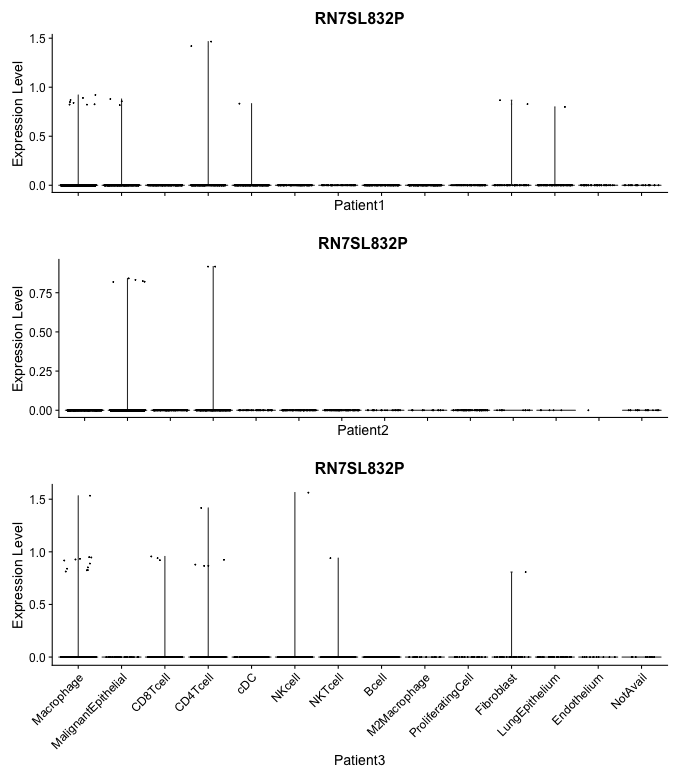 RN7SL832P
Expression Level
1.5
1.0
0.5
0.0
Patient1
RN7SL832P
Expression Level
0.75
0.50
0.25
0.00
Patient2
RN7SL832P
Expression Level
1.5
1.0
0.5
0.0
Macrophage
MalignantEpithelial
CD8Tcell
CD4Tcell
cDC
NKcell
NKTcell
Bcell
M2Macrophage
ProliferatingCell
Fibroblast
LungEpithelium
Endothelium
NotAvail
Patient3